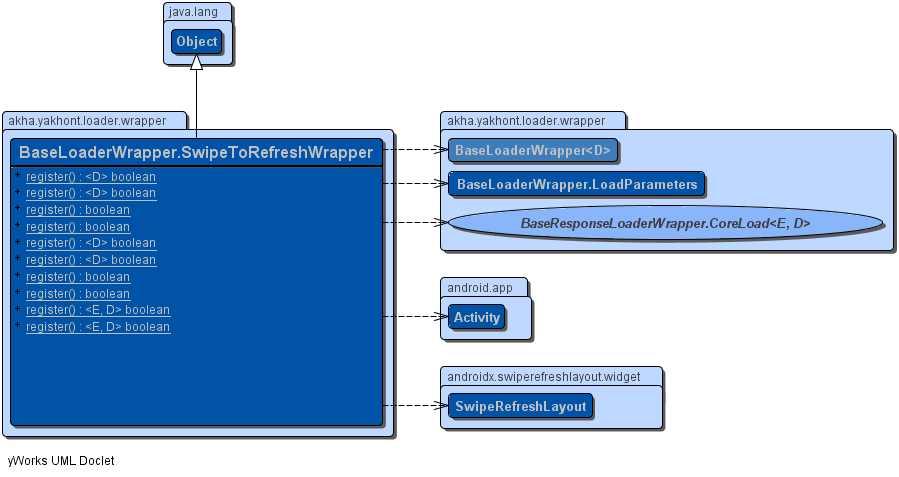 java.lang
Object
akha.yakhont.loader.wrapper
BaseLoaderWrapper.SwipeToRefreshWrapper
+ register() : <D> boolean
+ register() : <D> boolean
+ register() : boolean
+ register() : boolean
+ register() : <D> boolean
+ register() : <D> boolean
+ register() : boolean
+ register() : boolean
+ register() : <E, D> boolean
+ register() : <E, D> boolean
akha.yakhont.loader.wrapper
BaseLoaderWrapper<D>
BaseLoaderWrapper.LoadParameters
BaseResponseLoaderWrapper.CoreLoad<E, D>
android.app
Activity
androidx.swiperefreshlayout.widget
SwipeRefreshLayout
yWorks UML Doclet